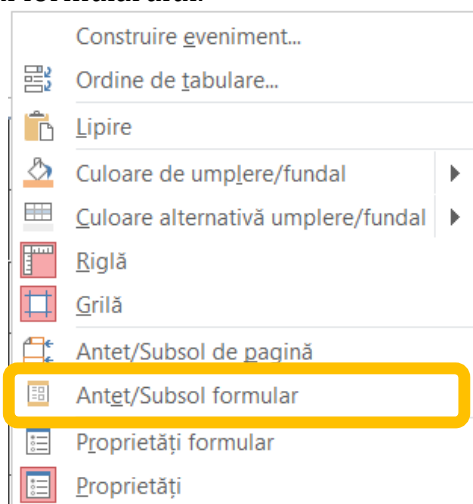 Construire eveniment...
Ordine de tabulare...
Lipire
Culoare de umplere/fundal
Culoare alternativă umplere/fundal
Riglă
Grilă
Antet/Subsol de pagină
Antet/Subsol formular
Proprietăți formular
Proprietăți